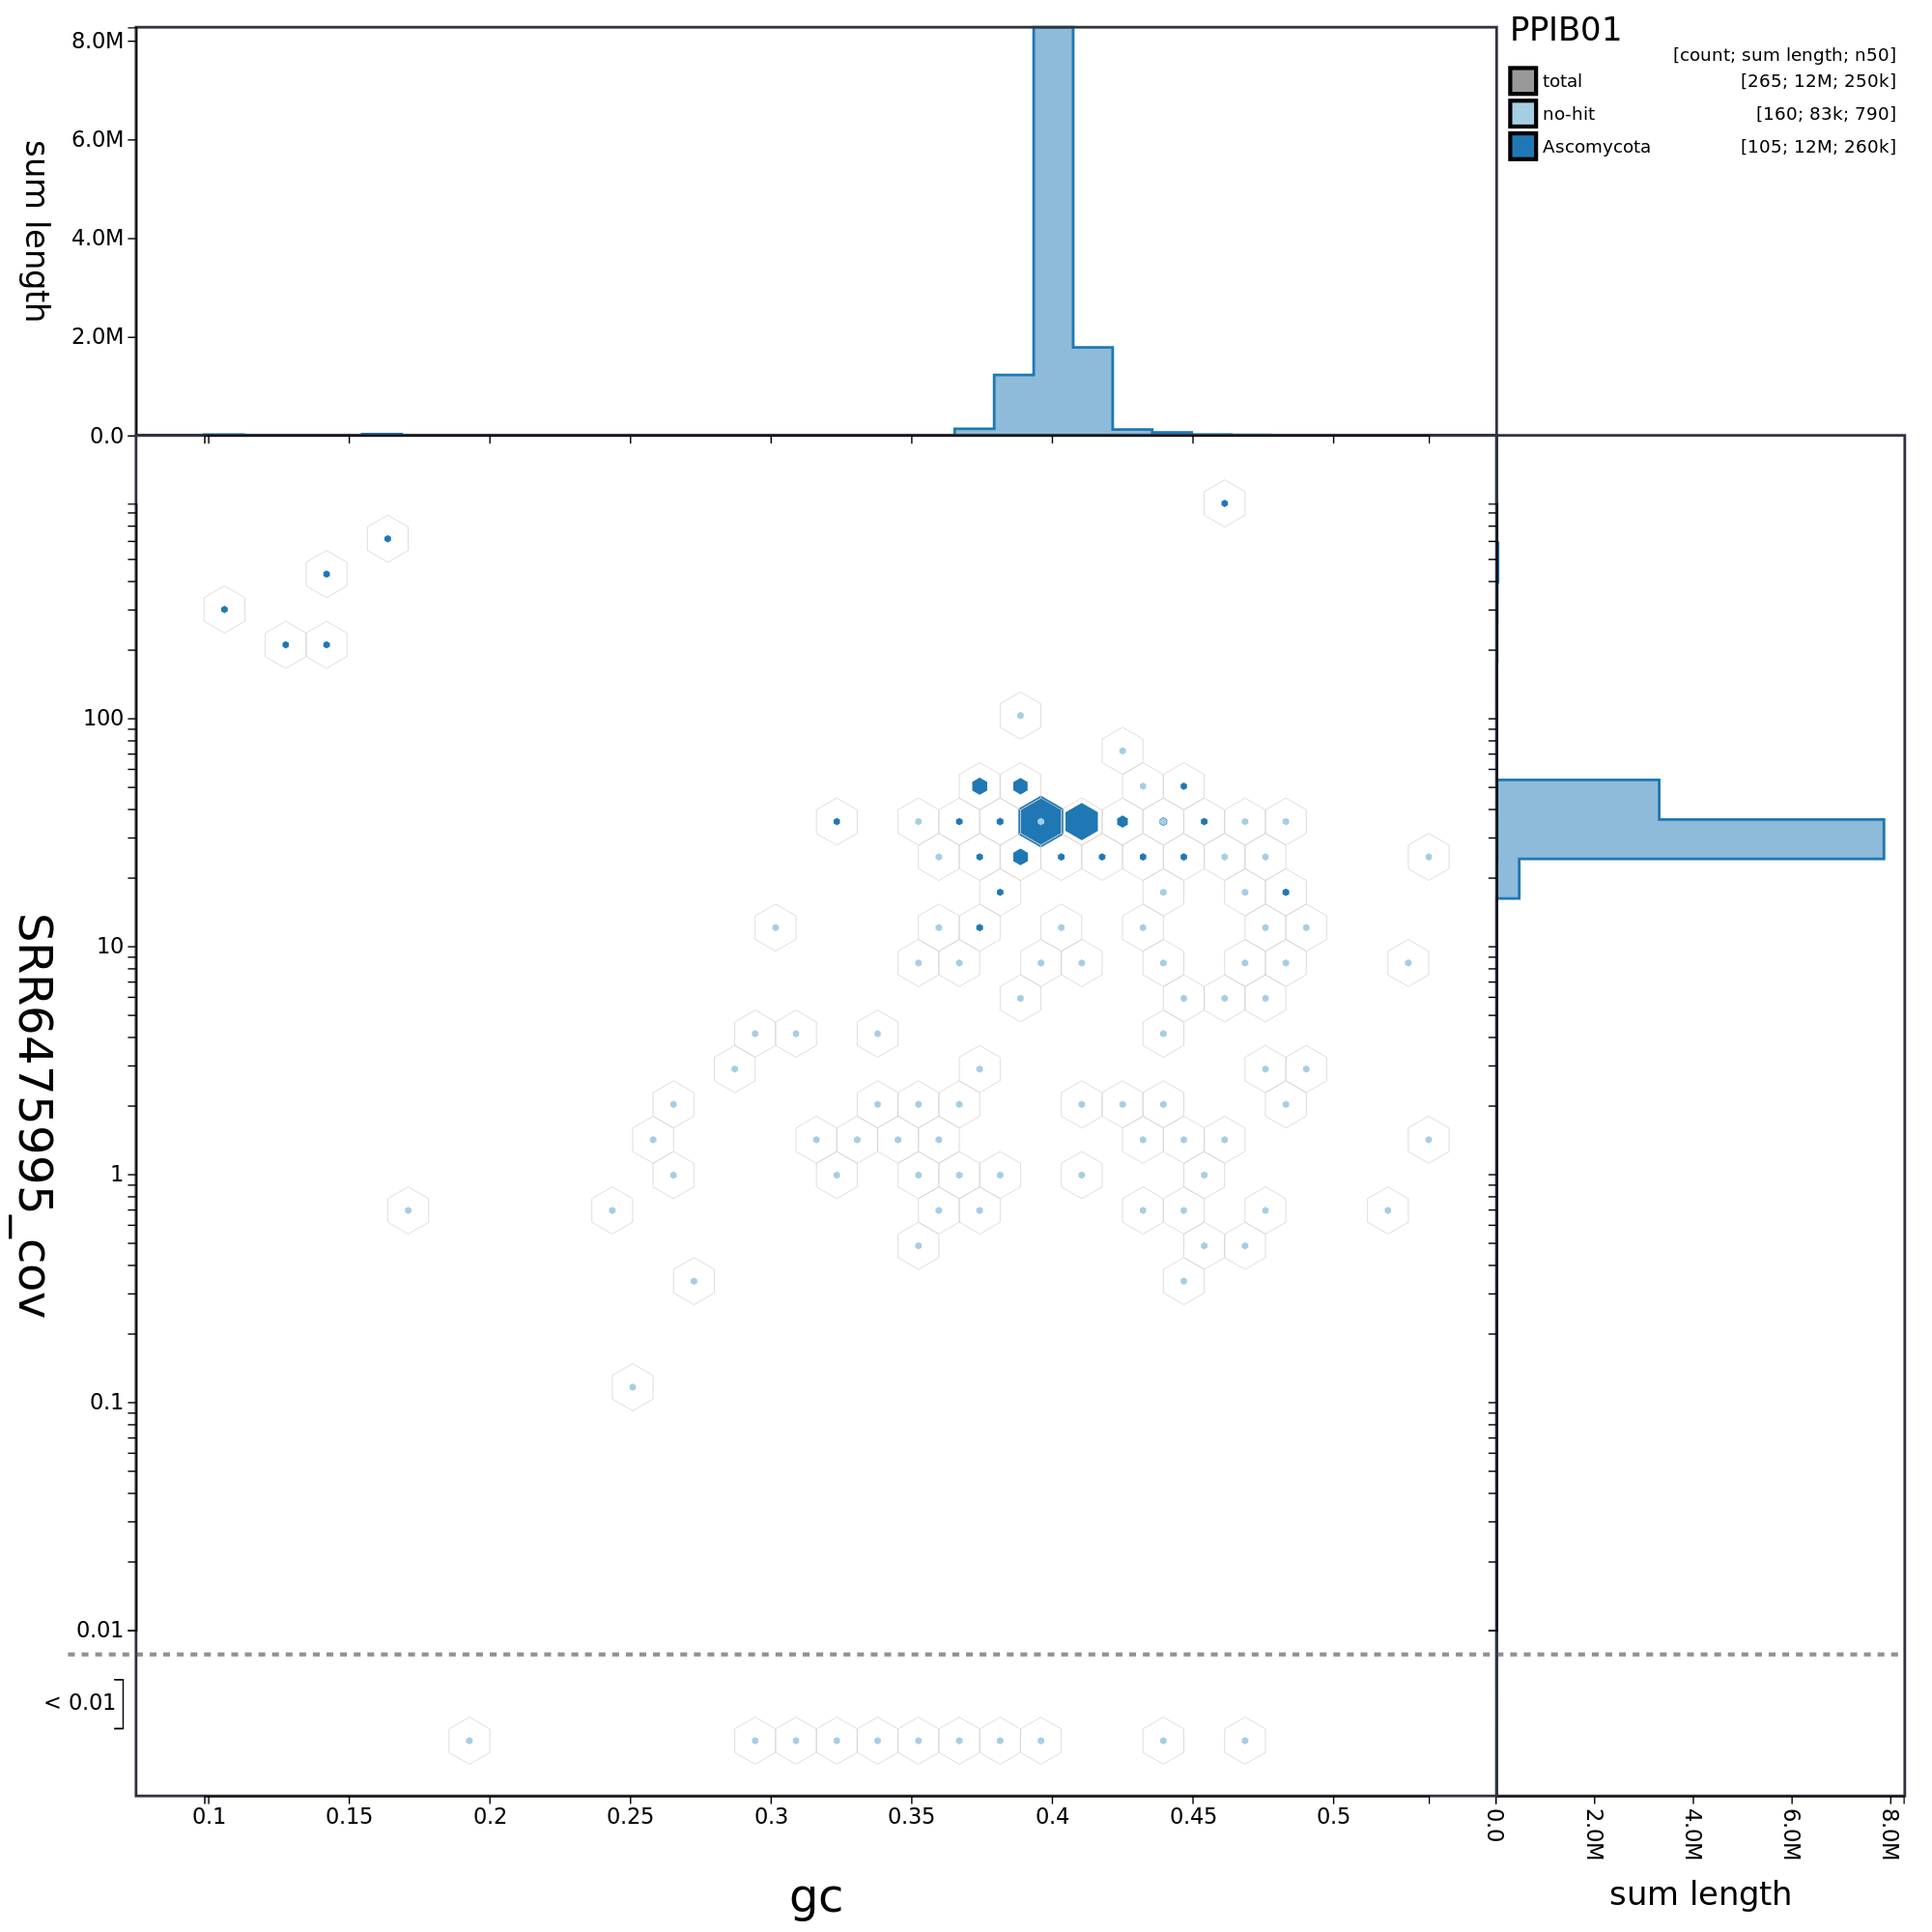 PPIB01
[count; sum length; n50]
total [265; 12M; 250k]
no-hit [160; 83k; 790]
Ascomycota [105; 12M; 260k]
sum length
8.0M
6.0M
4.0M
2.0M
0.0
SRR6475995_cov
100
10
1
0.1
0.01
< 0.01
0.1 0.15 0.2 0.25 0.3 0.35 0.4 0.45 0.5
gc
0.0 2.0M 4.0M 6.0M 8.0M
sum length